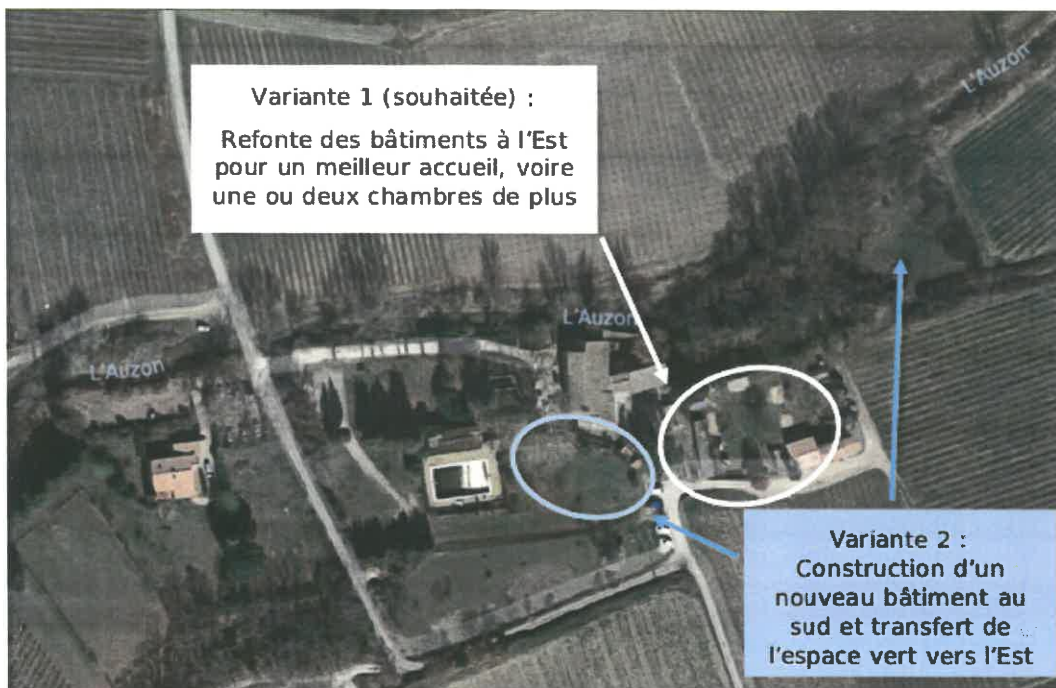 L'Auzon
Variante 1 (souhaitée) :
Refonte des bâtiments à l'Est
pour un meilleur accueil, voire
une ou deux chambres de plus
L'Auzon
L'Auzon
Variante 2 :
Construction d'un
nouveau bâtiment au
sud et transfert de
l'espace vert vers l'Est